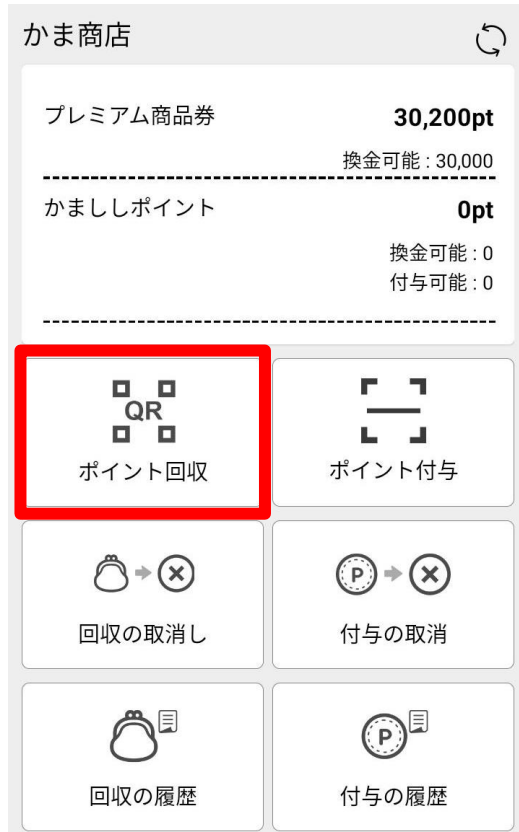 かま商店
プレミアム商品券 30,200pt
換金可能 : 30,000
かまししポイント 0pt
換金可能 : 0
付与可能 : 0
QR
ポイント回収 ポイント付与
P
回収の取消し 付与の取消
P
回収の履歴 付与の履歴